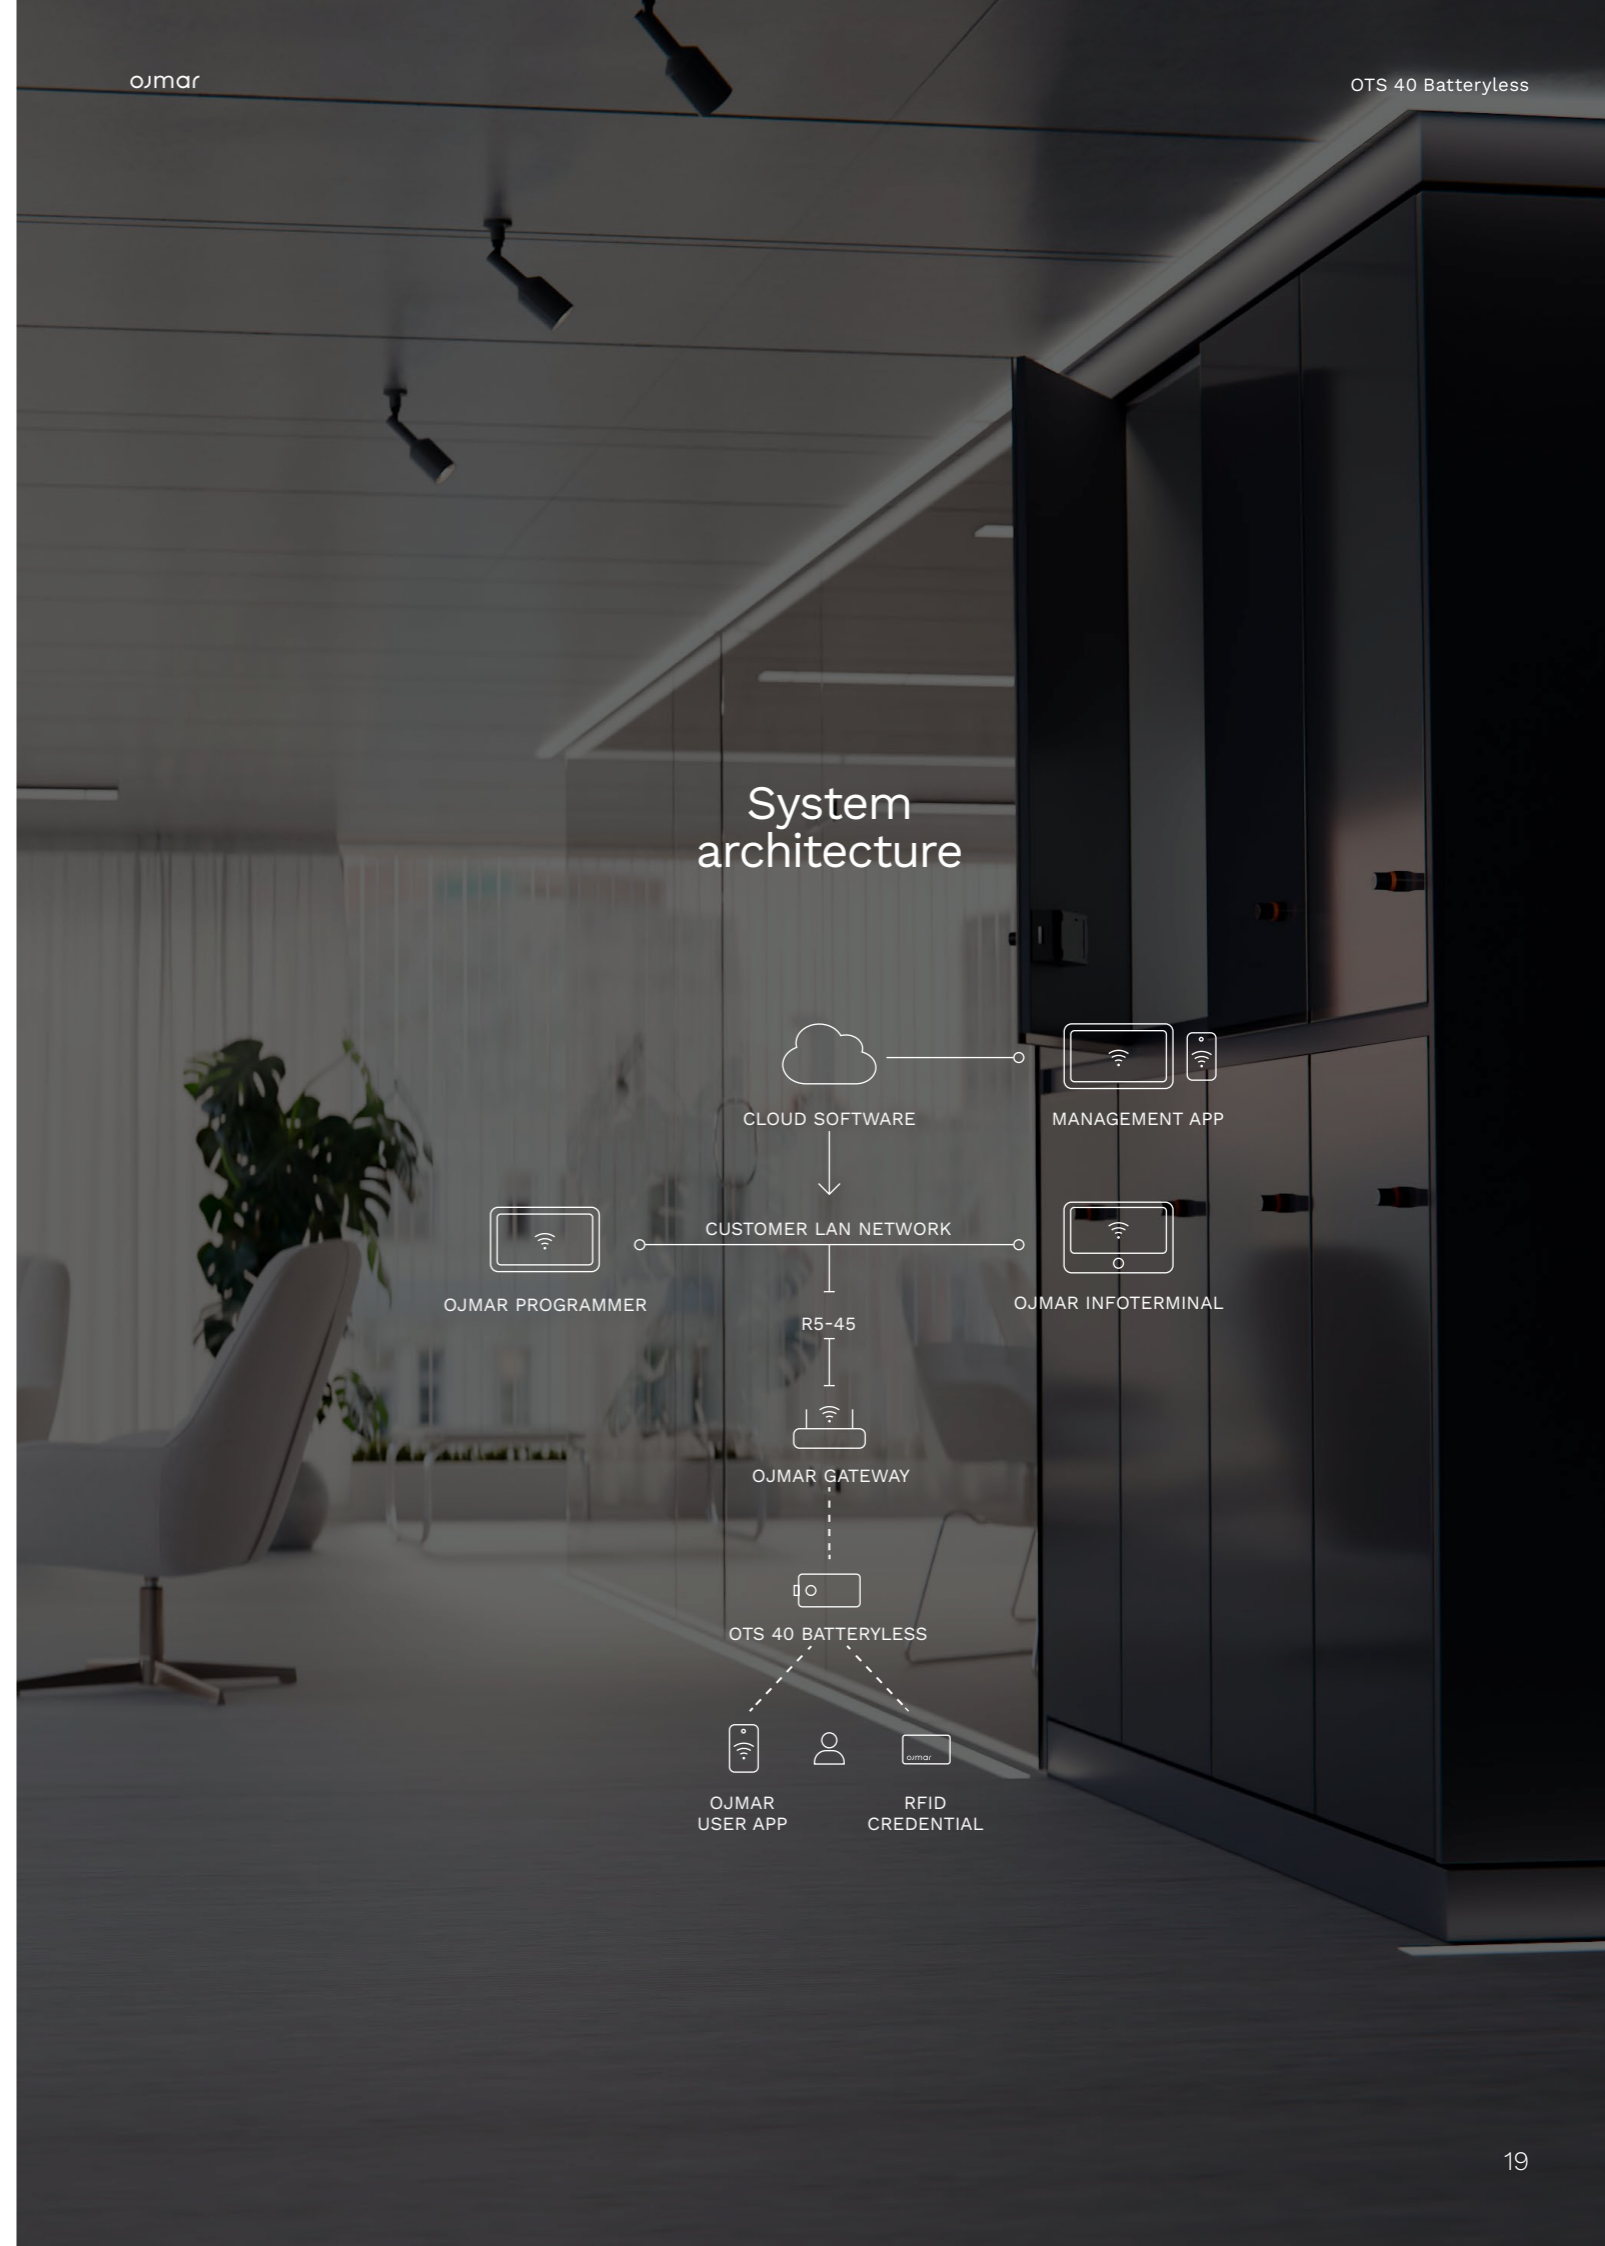 ojmar
OTS 40 Batteryless
System
architecture
CLOUD SOFTWARE
MANAGEMENT APP
CUSTOMER LAN NETWORK
OJMAR PROGRAMMER
OJMAR INFOTERMINAL
R5-45
OJMAR GATEWAY
OTS 40 BATTERYLESS
ojmar
OJMAR
USER APP
RFID
CREDENTIAL
19